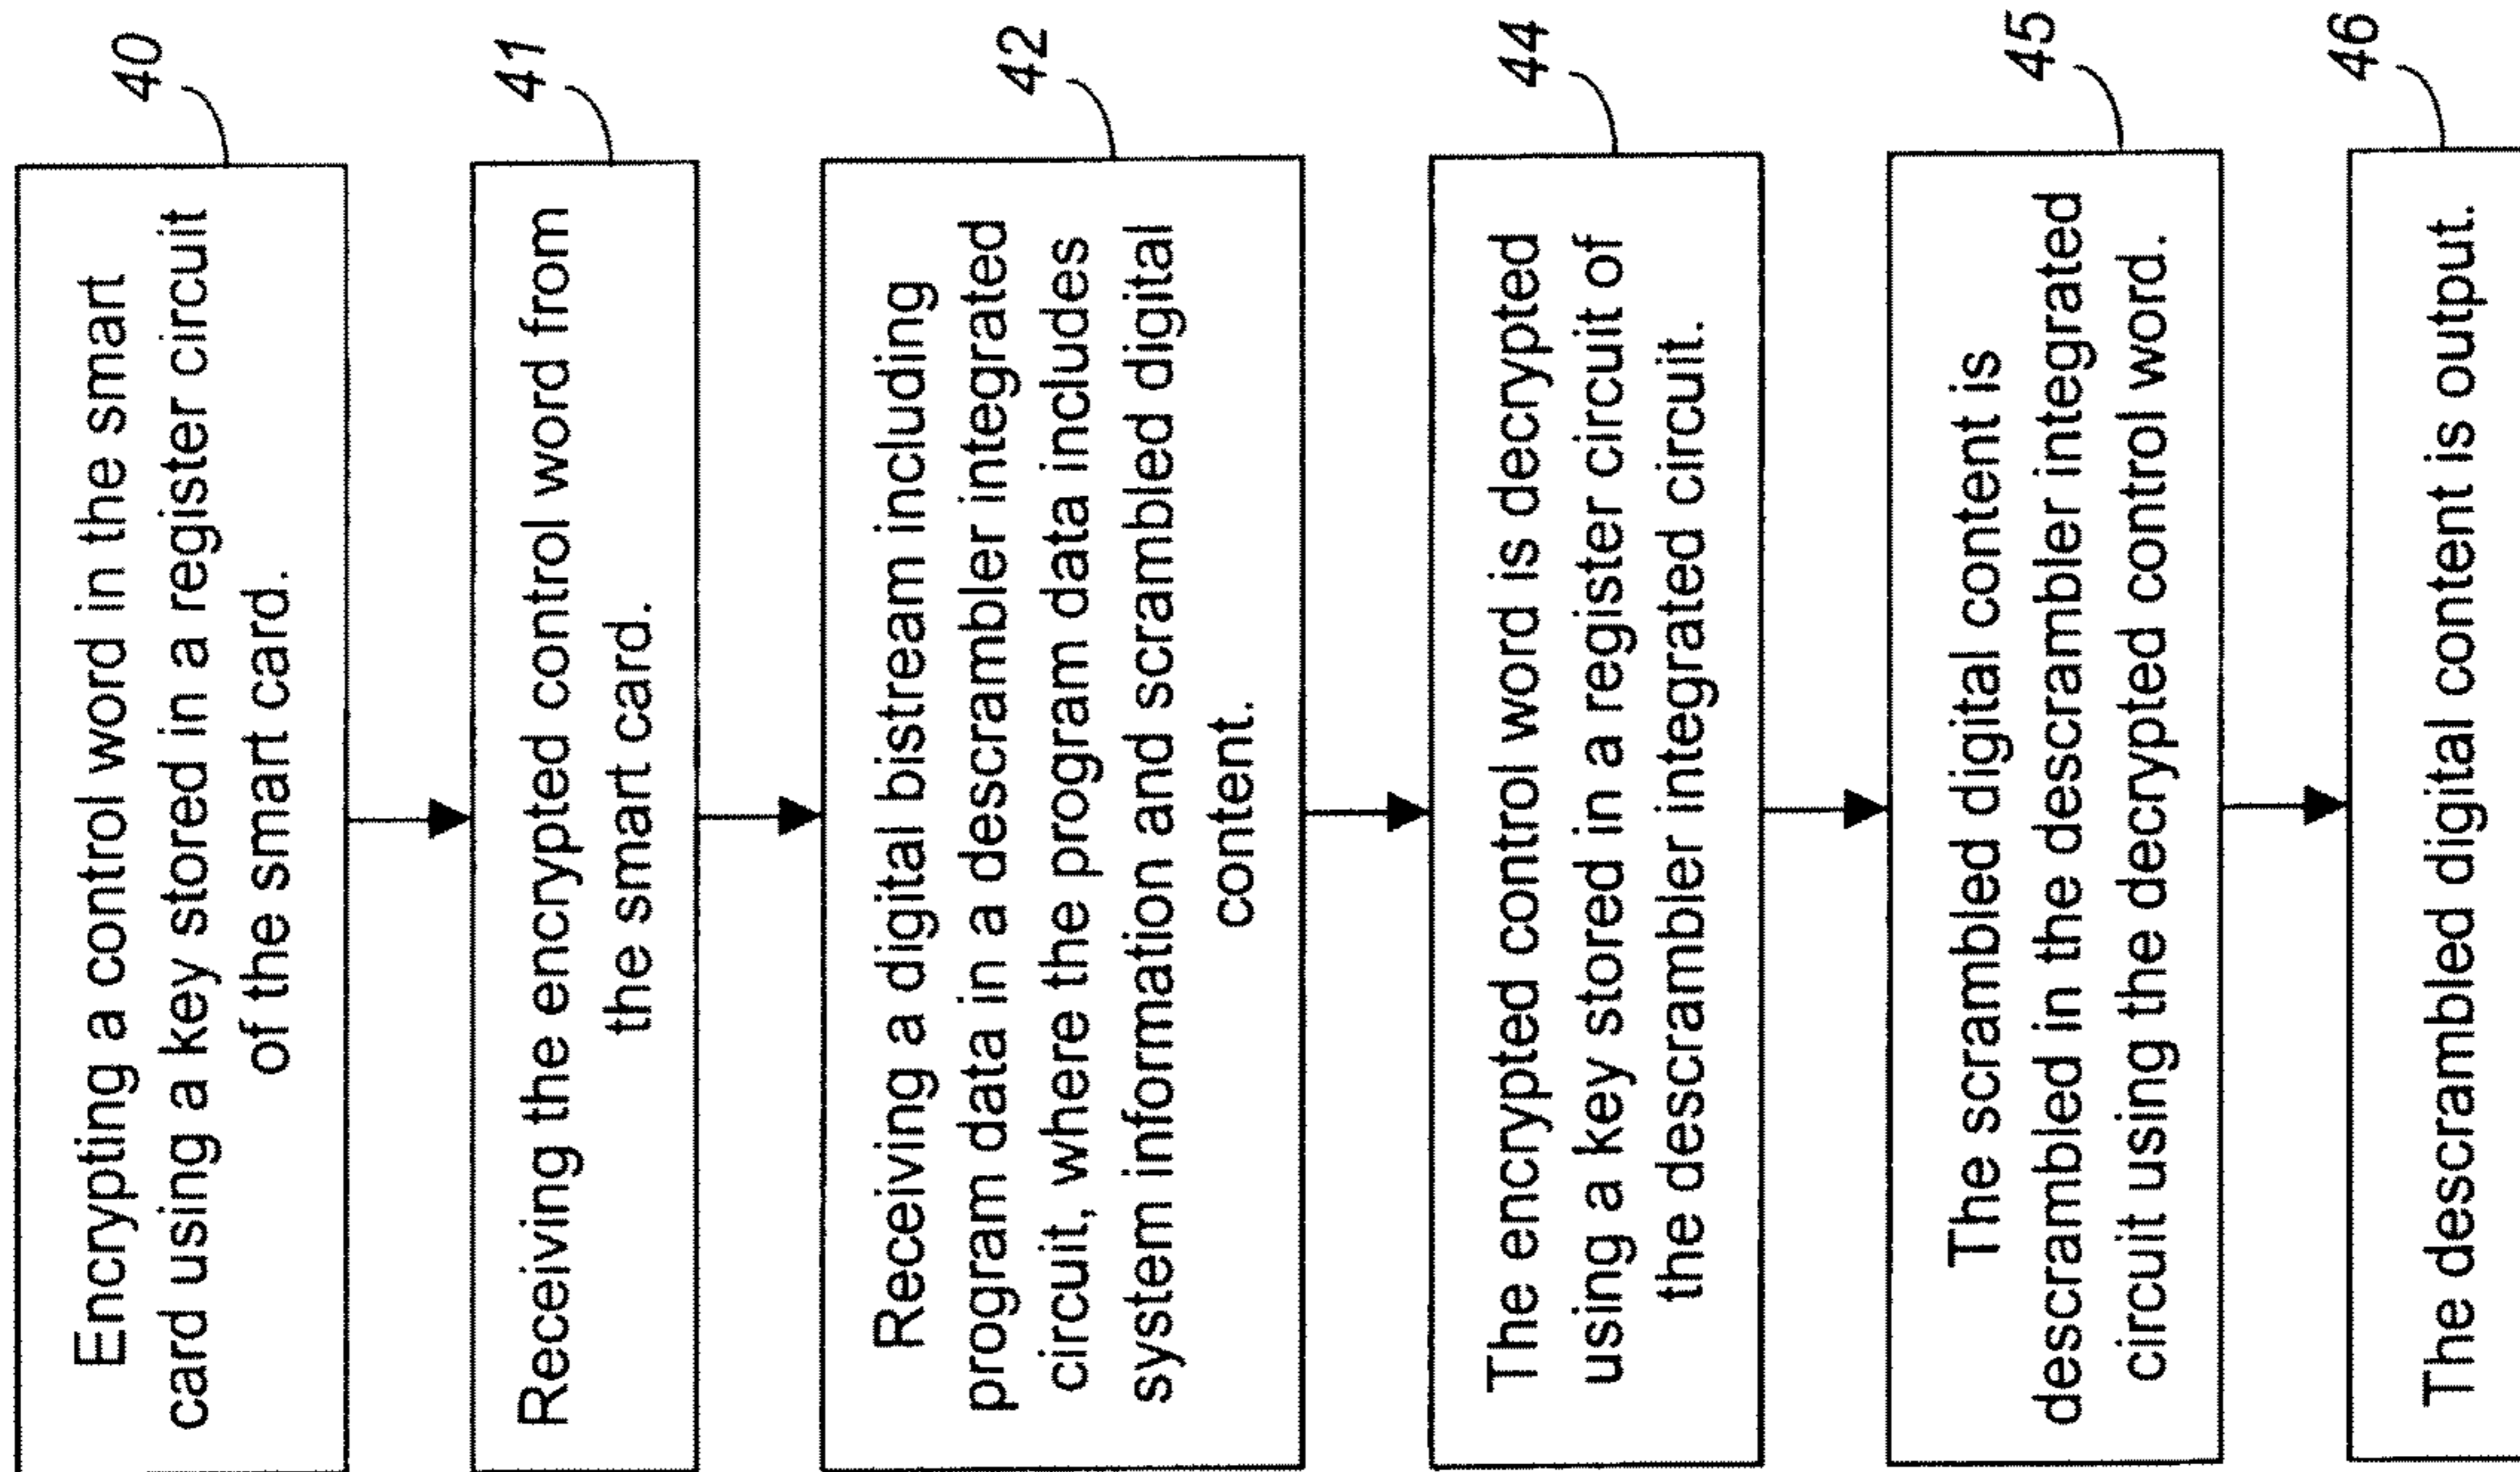 Encrypting a control word in the smart
card using a key stored in a register circuit
of the smart card.
40
Receiving the encrypted control word from
the smart card.
41
Receiving a digital bistream including
program data in a descrambler integrated
circuit, where the program data includes
system information and scrambled digital
content.
42
The encrypted control word is decrypted
using a key stored in a register circuit of
the descrambler integrated circuit.
44
The scrambled digital content is
descrambled in the descrambler integrated
circuit using the decrypted control word.
45
The descrambled digital content is output.
46